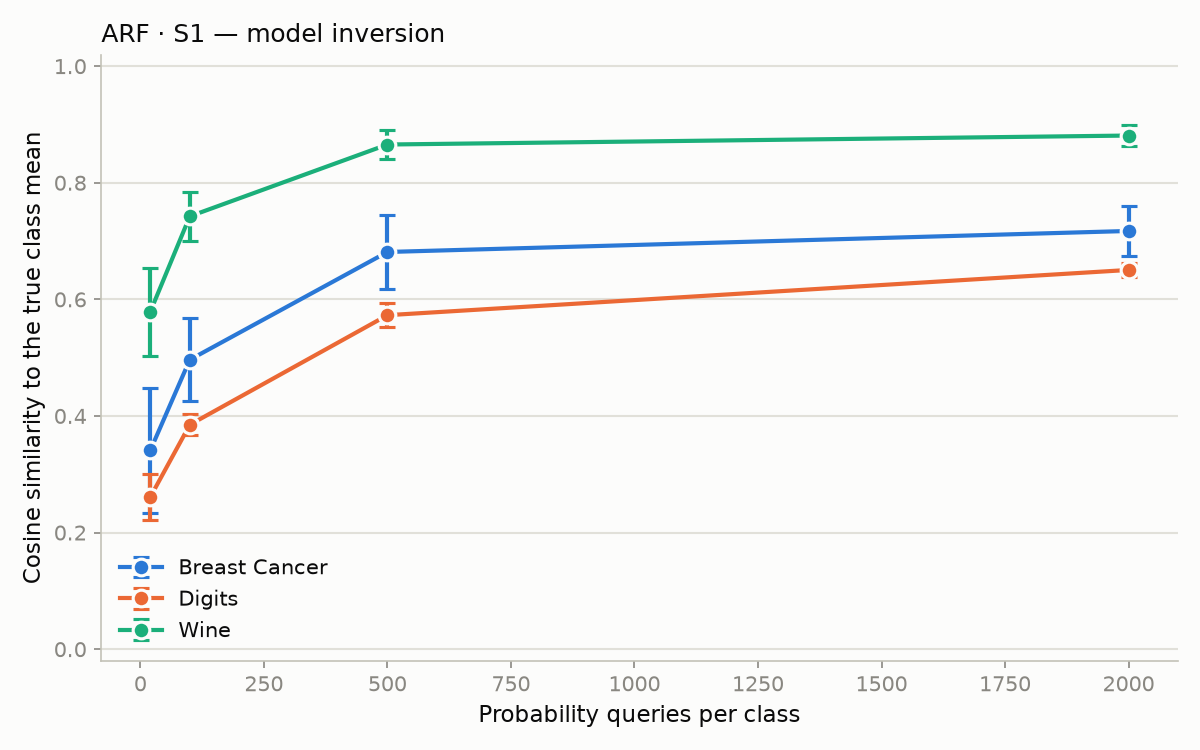 ARF · S1 — model inversion
Cosine similarity to the true class mean
1.0
0.8
0.6
0.4
0.2
0.0
Breast Cancer
Digits
Wine
0 250 500 750 1000 1250 1500 1750 2000
Probability queries per class